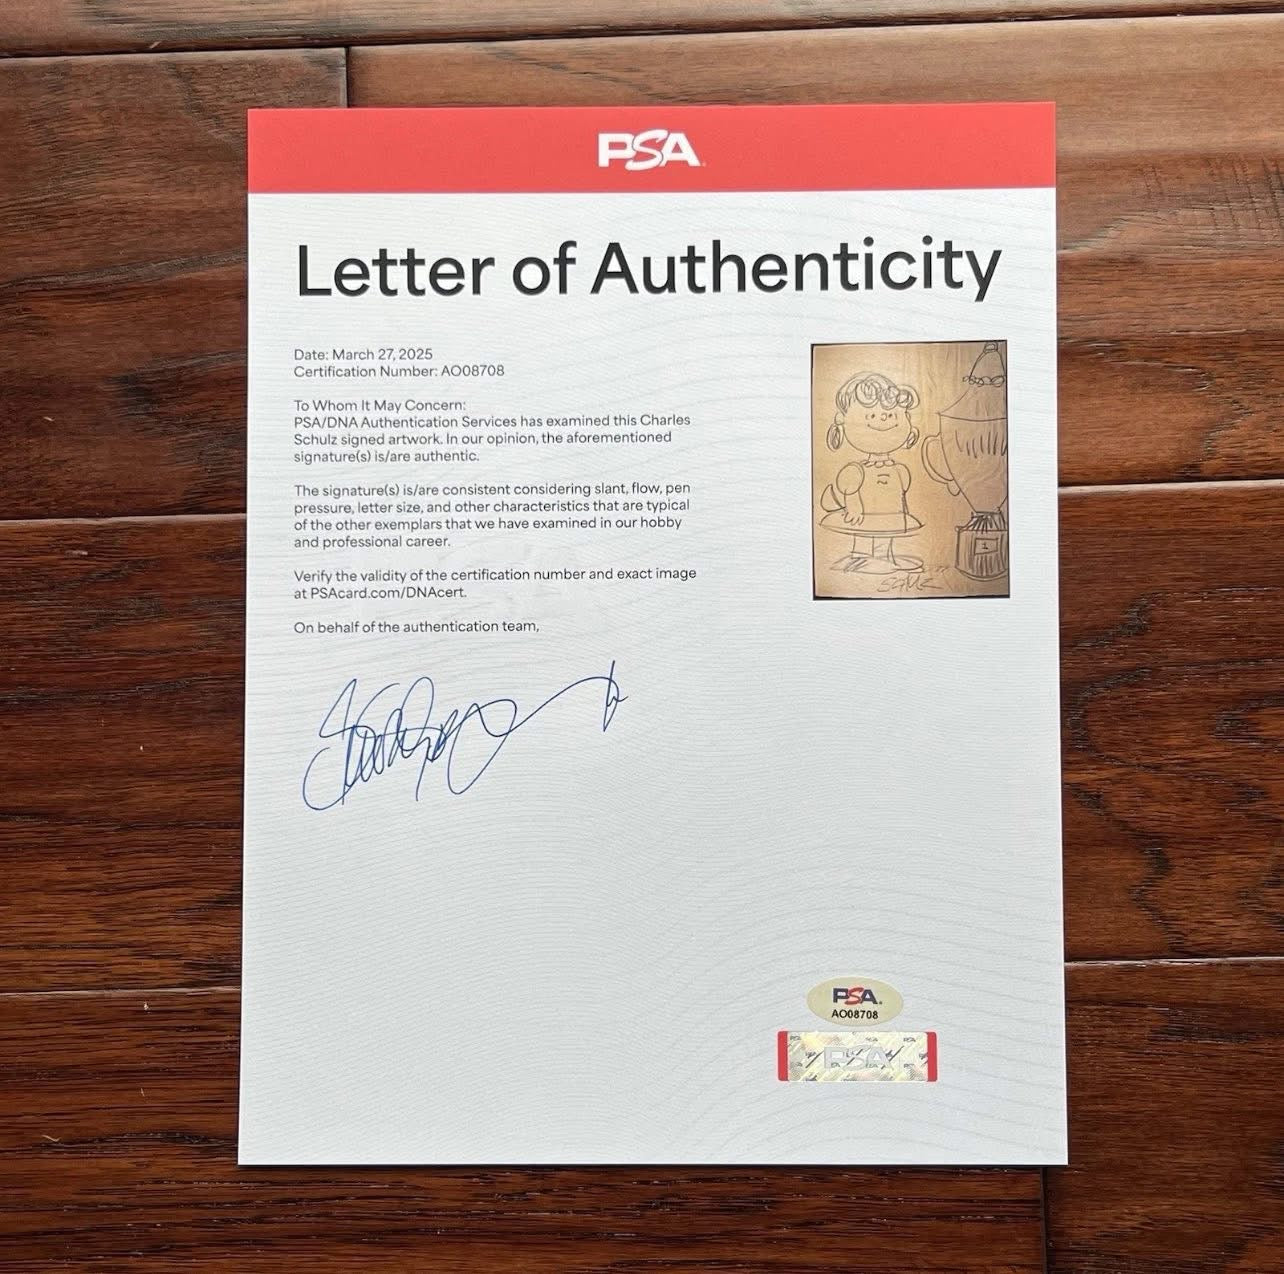 PSA
Letter of Authenticity
Date: March 27, 2025
Certification Number: AO08708
To Whom It May Concern:
PSA/DNA Authentication Services has examined this Charles
Schulz signed artwork. In our opinion, the aforementioned
signature(s) is/are authentic.
The signature(s) is/are consistent considering slant, flow, pen
pressure, letter size, and other characteristics that are typical
of the other exemplars that we have examined in our hobby
and professional career.
Verify the validity of the certification number and exact image
at PSAcard.com/DNAcert.
On behalf of the authentication team,
1
PSA.
AO08708
PSA